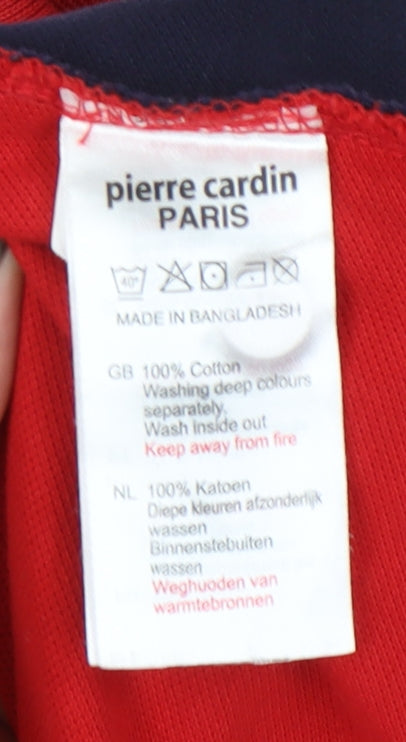 pierre cardin
PARIS
40°
MADE IN BANGLADESH
GB 100% Cotton
Washing deep colours
separately,
Wash inside out
Keep away from fire
NL 100% Katoen
Diepe kleuren afzonderlijk
wassen
Binnenstebuiten
wassen
Weghuoden van
warmtebronnen